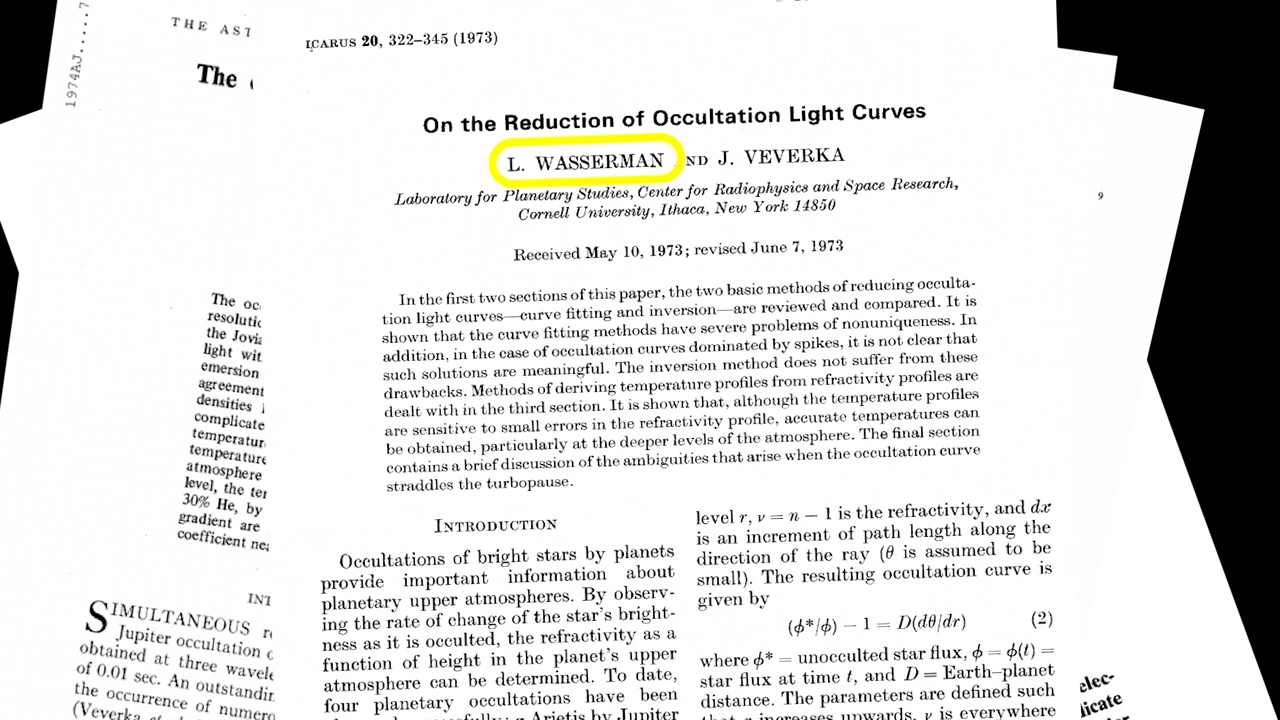 1974AJ.....7
THE AST
The
ICARUS 20, 322–345 (1973)
On the Reduction of Occultation Light Curves
L. WASSERMAN ND J. VEVERKA
Laboratory for Planetary Studies, Center for Radiophysics and Space Research,
Cornell University, Ithaca, New York 14850
Received May 10, 1973; revised June 7, 1973
In the first two sections of this paper, the two basic methods of reducing occulta-
tion light curves—curve fitting and inversion—are reviewed and compared. It is
shown that the curve fitting methods have severe problems of nonuniqueness. In
addition, in the case of occultation curves dominated by spikes, it is not clear that
such solutions are meaningful. The inversion method does not suffer from these
drawbacks. Methods of deriving temperature profiles from refractivity profiles are
dealt with in the third section. It is shown that, although the temperature profiles
are sensitive to small errors in the refractivity profile, accurate temperatures can
be obtained, particularly at the deeper levels of the atmosphere. The final section
contains a brief discussion of the ambiguities that arise when the occultation curve
straddles the turbopause.
INTRODUCTION
Occultations of bright stars by planets
provide important information about
planetary upper atmospheres. By observ-
ing the rate of change of the star's bright-
ness as it is occulted, the refractivity as a
function of height in the planet's upper
atmosphere can be determined. To date,
four planetary occultations have been
Arietis by Jupiter
level r, ν = n − 1 is the refractivity, and dx
is an increment of path length along the
direction of the ray (θ is assumed to be
small). The resulting occultation curve is
given by
(ϕ*/ϕ) − 1 = D(dθ/dr) (2)
where ϕ* = unocculted star flux, ϕ = ϕ(t) =
star flux at time t, and D = Earth–planet
distance. The parameters are defined such
that increases upwards, ν is everywhere
The oc
resolutic
the Jovia
light wit
emersion
agreement
densities
complicate
temperatur
temperature
atmosphere
level, the ter
30% He, by
gradient are
coefficient nea
INT
SIMULTANEOUS re
Jupiter occultation o
obtained at three wavele
of 0.01 sec. An outstandin
the occurrence of numero
(Veverka et
9
elec-
licate